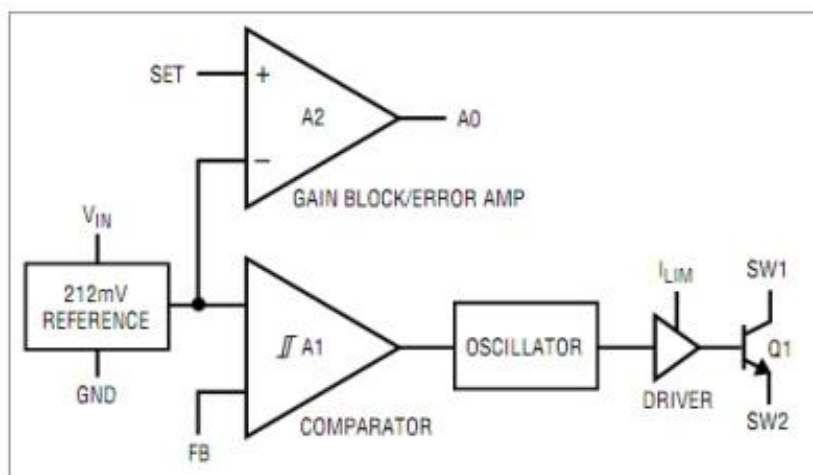 SET
+
A2
A0
−
GAIN BLOCK/ERROR AMP
VIN
212mV
REFERENCE
GND
A1
FB
COMPARATOR
OSCILLATOR
ILIM
DRIVER
SW1
Q1
SW2